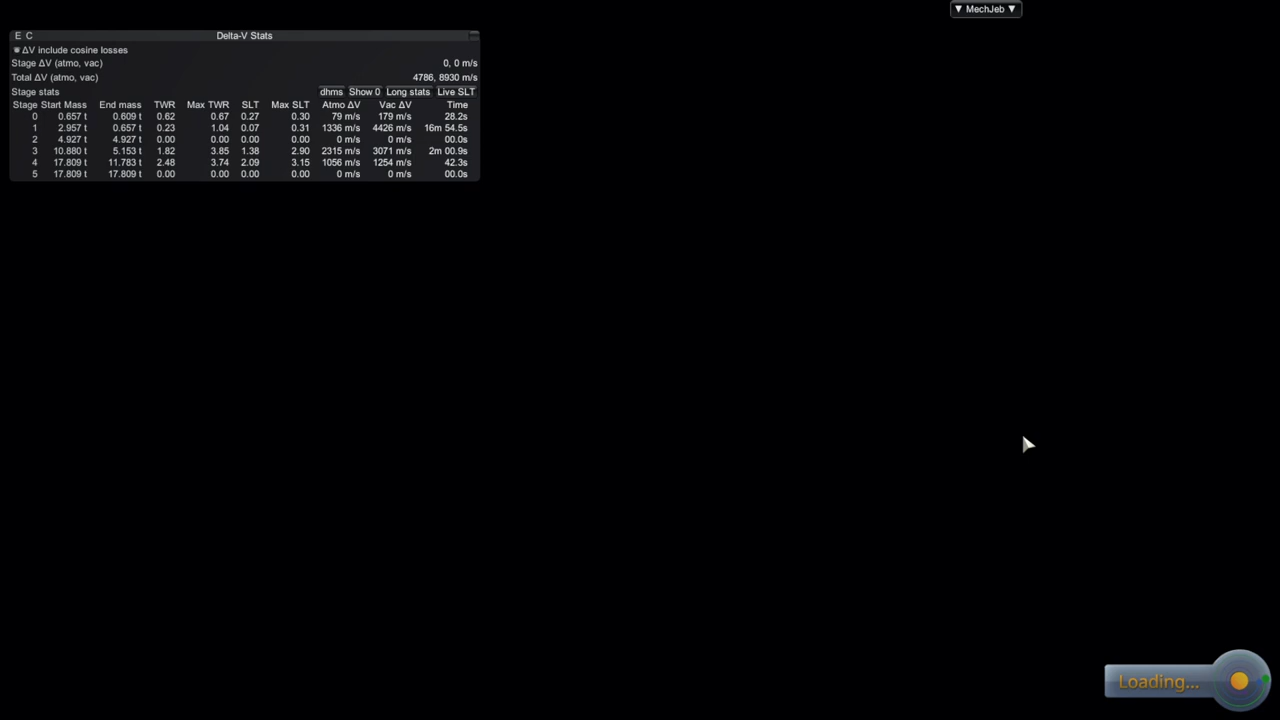 ▼ MechJeb ▼
E C Delta-V Stats
ΔV include cosine losses
Stage ΔV (atmo, vac) 0, 0 m/s
Total ΔV (atmo, vac) 4786, 8930 m/s
Stage stats dhms Show 0 Long stats Live SLT
Stage Start Mass End mass TWR Max TWR SLT Max SLT Atmo ΔV Vac ΔV Time
0 0.657 t 0.609 t 0.62 0.67 0.27 0.30 79 m/s 179 m/s 28.2s
1 2.957 t 0.657 t 0.23 1.04 0.07 0.31 1336 m/s 4426 m/s 16m 54.5s
2 4.927 t 4.927 t 0.00 0.00 0.00 0.00 0 m/s 0 m/s 00.0s
3 10.880 t 5.153 t 1.82 3.85 1.38 2.90 2315 m/s 3071 m/s 2m 00.9s
4 17.809 t 11.783 t 2.48 3.74 2.09 3.15 1056 m/s 1254 m/s 42.3s
5 17.809 t 17.809 t 0.00 0.00 0.00 0.00 0 m/s 0 m/s 00.0s
Loading...